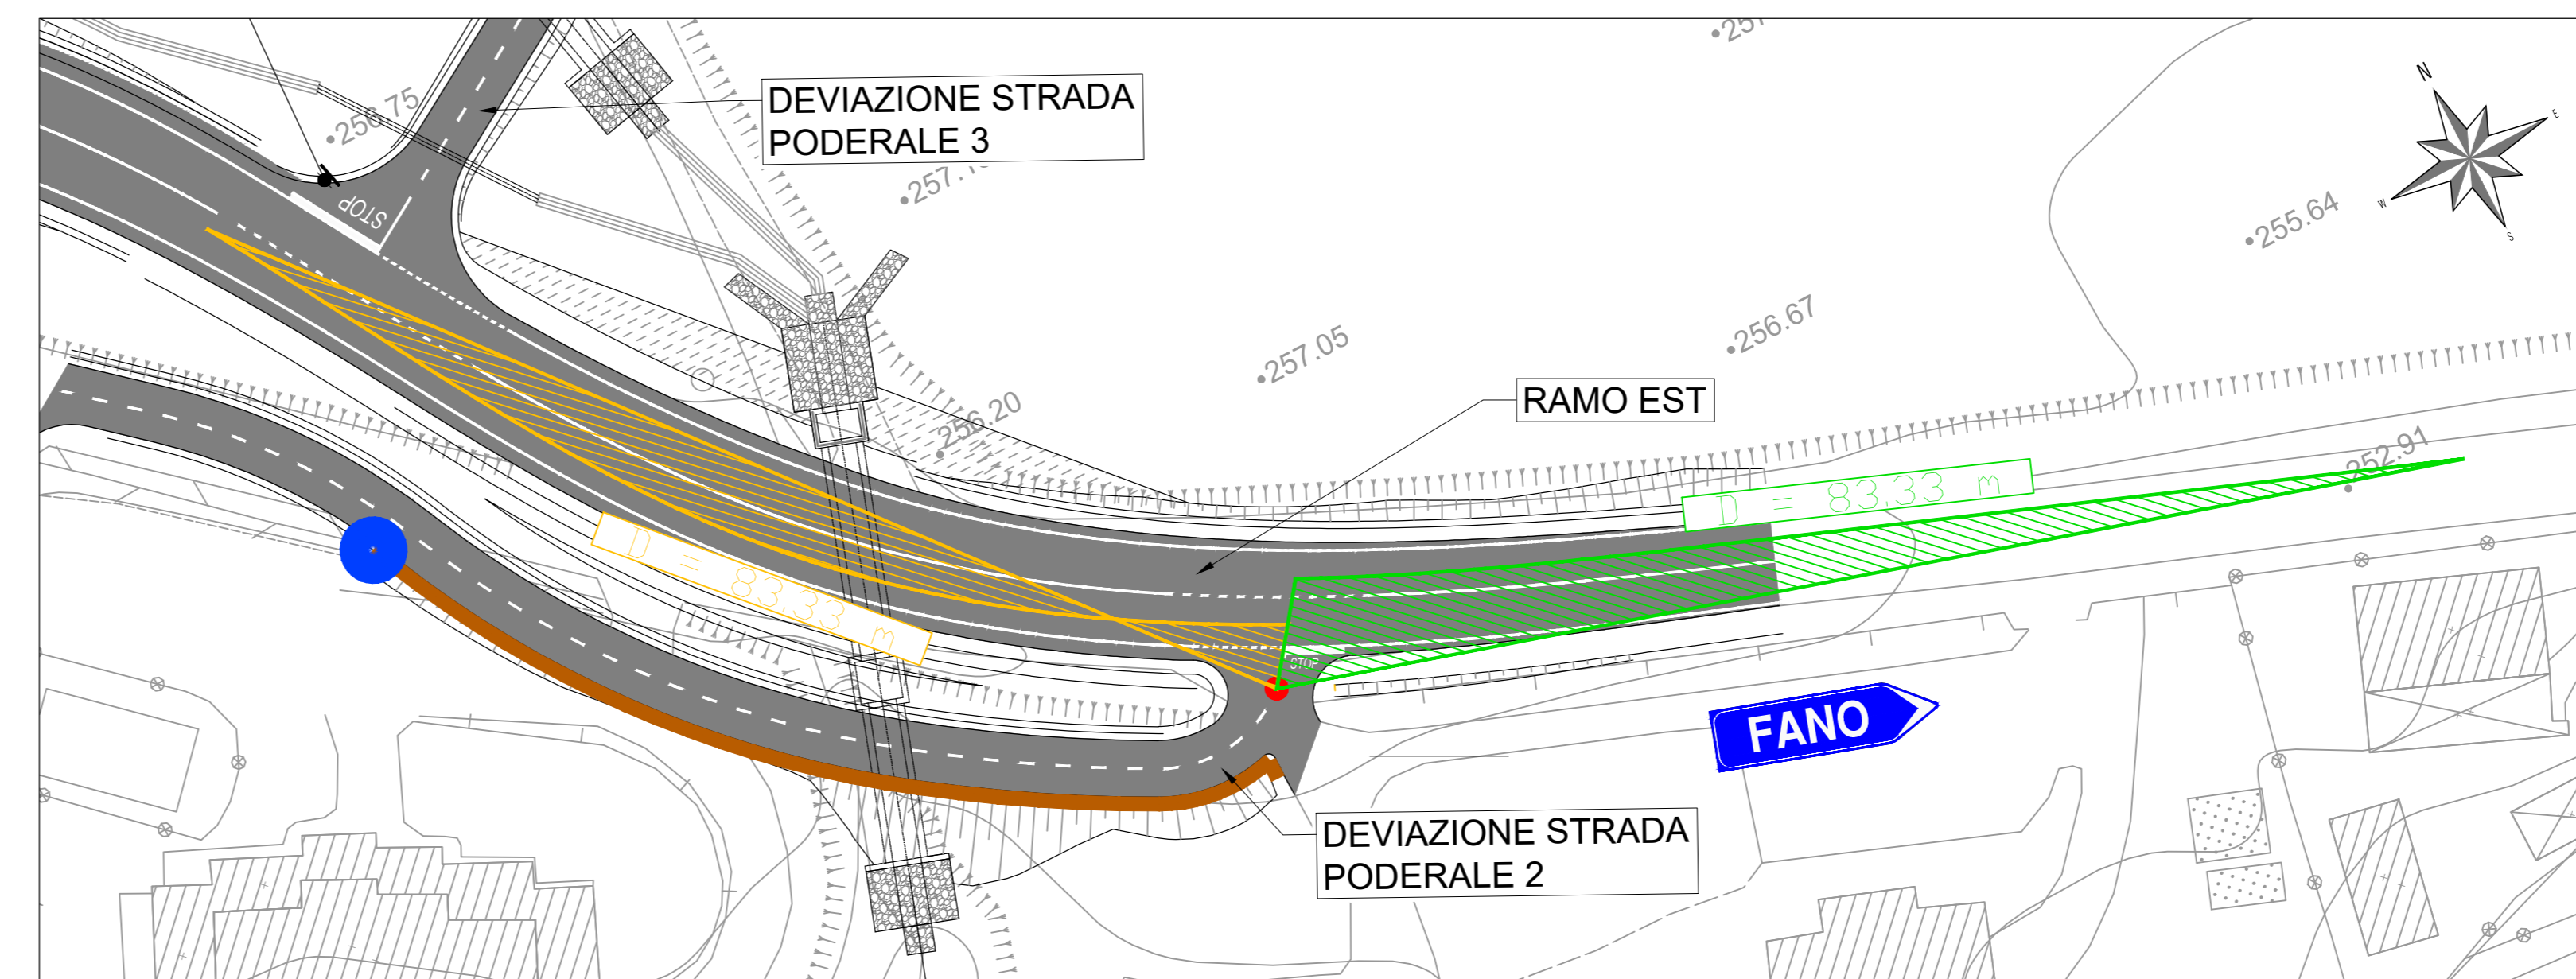 N
E
W
S
256.75
DEVIAZIONE STRADA
PODERALE 3
STOP
255.64
257.05
256.67
256.20
RAMO EST
252.91
D = 83.33 m
D = 83.33 m
STOP
FANO
DEVIAZIONE STRADA
PODERALE 2